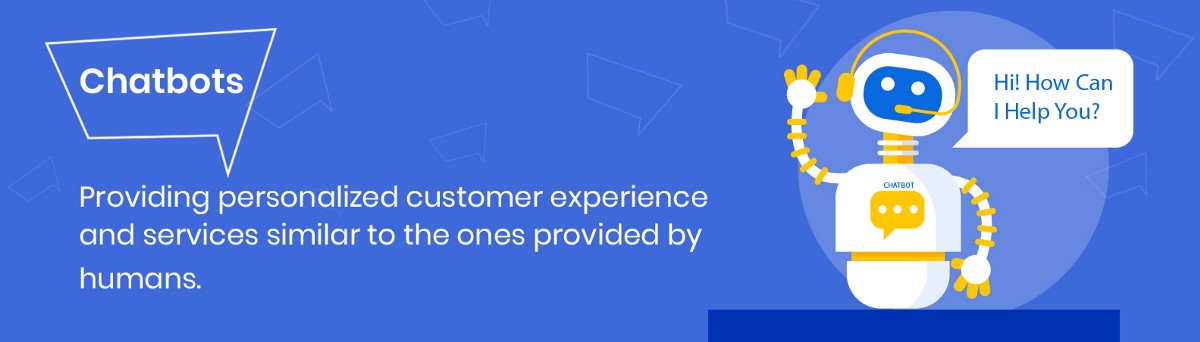 Chatbots
Providing personalized customer experience
and services similar to the ones provided by
humans.
Hi! How Can
I Help You?
CHATBOT